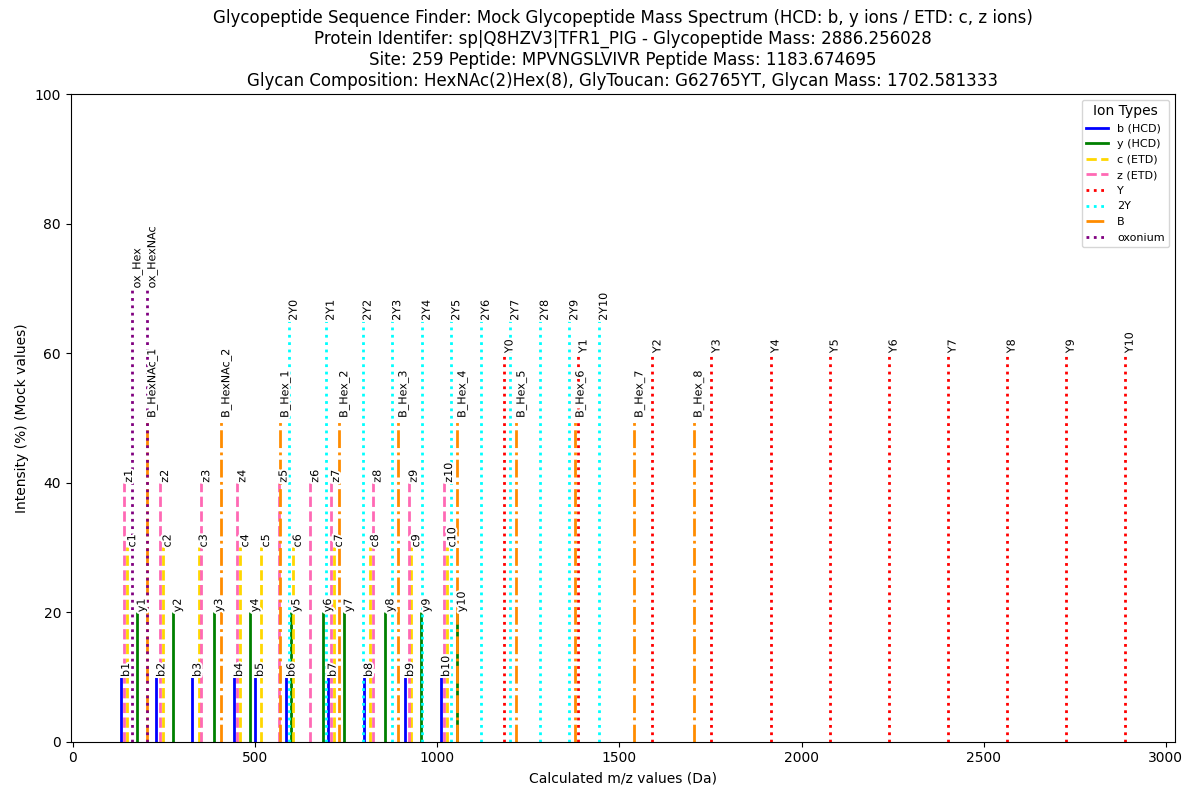 Glycopeptide Sequence Finder: Mock Glycopeptide Mass Spectrum (HCD: b, y ions / ETD: c, z ions)
Protein Identifer: sp|Q8HZV3|TFR1_PIG - Glycopeptide Mass: 2886.256028
Site: 259 Peptide: MPVNGSLVIVR Peptide Mass: 1183.674695
Glycan Composition: HexNAc(2)Hex(8), GlyToucan: G62765YT, Glycan Mass: 1702.581333
Intensity (%) (Mock values)
100
80
60
40
20
0
Ion Types
b (HCD)
y (HCD)
c (ETD)
z (ETD)
Y
2Y
B
oxonium
ox_Hex
ox_HexNAc
2Y0
2Y1
2Y2
2Y3
2Y4
2Y5
2Y6
2Y7
2Y8
2Y9
2Y10
Y0
Y1
Y2
Y3
Y4
Y5
Y6
Y7
Y8
Y9
Y10
B_HexNAc_1
B_HexNAc_2
B_Hex_1
B_Hex_2
B_Hex_3
B_Hex_4
B_Hex_5
B_Hex_6
B_Hex_7
B_Hex_8
z1
z2
z3
z4
z5
z6
z7
z8
z9
z10
c1
c2
c3
c4
c5
c6
c7
c8
c9
c10
y1
y2
y3
y4
y5
y6
y7
y8
y9
y10
b1
b2
b3
b4
b5
b6
b7
b8
b9
b10
0
500
1000
1500
2000
2500
3000
Calculated m/z values (Da)